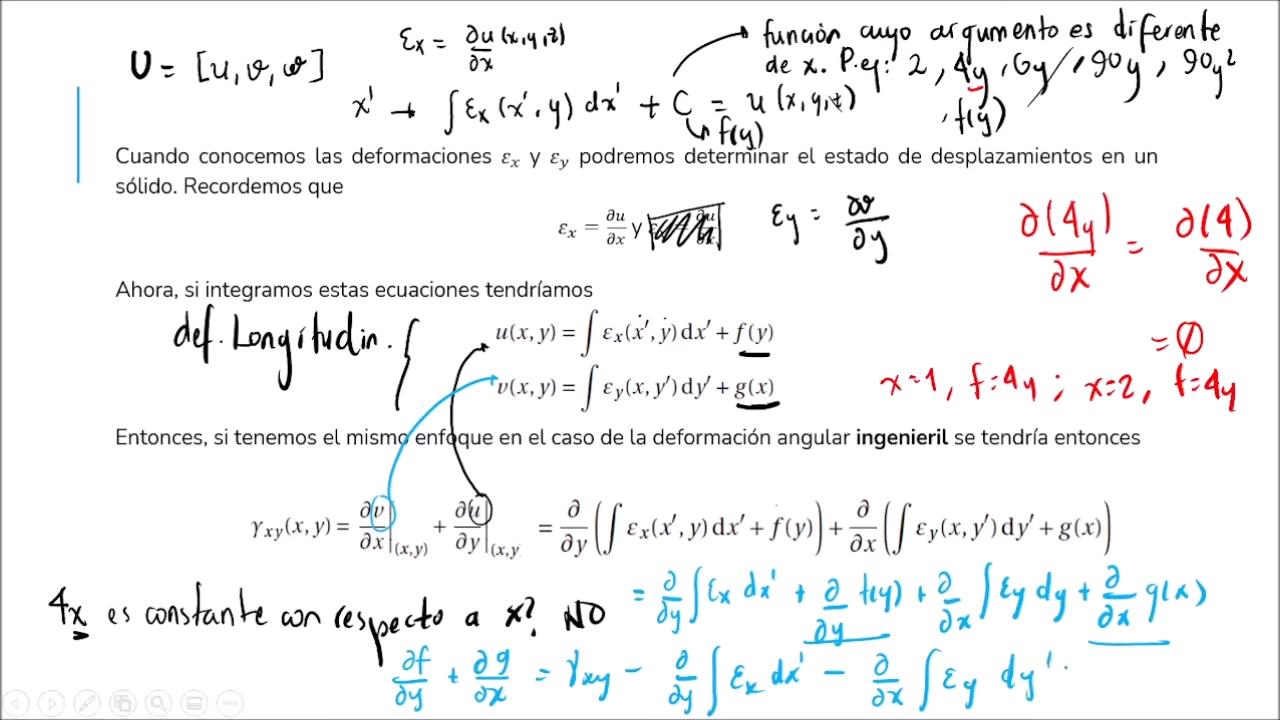 U = [u, v, w]
εx = ∂u(x,y,z)/∂x
función cuyo argumento es diferente
de x. P.ej: 2, 4y, 6y, 90y, 90y²
, f(y)
x' → ∫ εx(x', y) dx' + C = u(x,y,z)
↳ f(y)
Cuando conocemos las deformaciones εx y εy podremos determinar el estado de desplazamientos en un
sólido. Recordemos que
εx = ∂u/∂x y
εy = ∂v/∂y
∂(4y)/∂x = ∂(4)/∂x
= 0
Ahora, si integramos estas ecuaciones tendríamos
def. Longitudin. {
u(x, y) = ∫ εx(x', y) dx' + f(y)
v(x, y) = ∫ εy(x, y') dy' + g(x)
x=1, f=4y ; x=2, f=4y
Entonces, si tenemos el mismo enfoque en el caso de la deformación angular ingenieril se tendría entonces
γxy(x, y) = ∂v/∂x|(x,y) + ∂u/∂y|(x,y = ∂/∂y (∫ εx(x', y) dx' + f(y)) + ∂/∂x (∫ εy(x, y') dy' + g(x))
4x es constante con respecto a x? NO
= ∂/∂y ∫ εx dx' + ∂/∂y f(y) + ∂/∂x ∫ εy dy + ∂/∂x g(x)
∂f/∂y + ∂g/∂x = γxy − ∂/∂y ∫ εx dx' − ∂/∂x ∫ εy dy'.